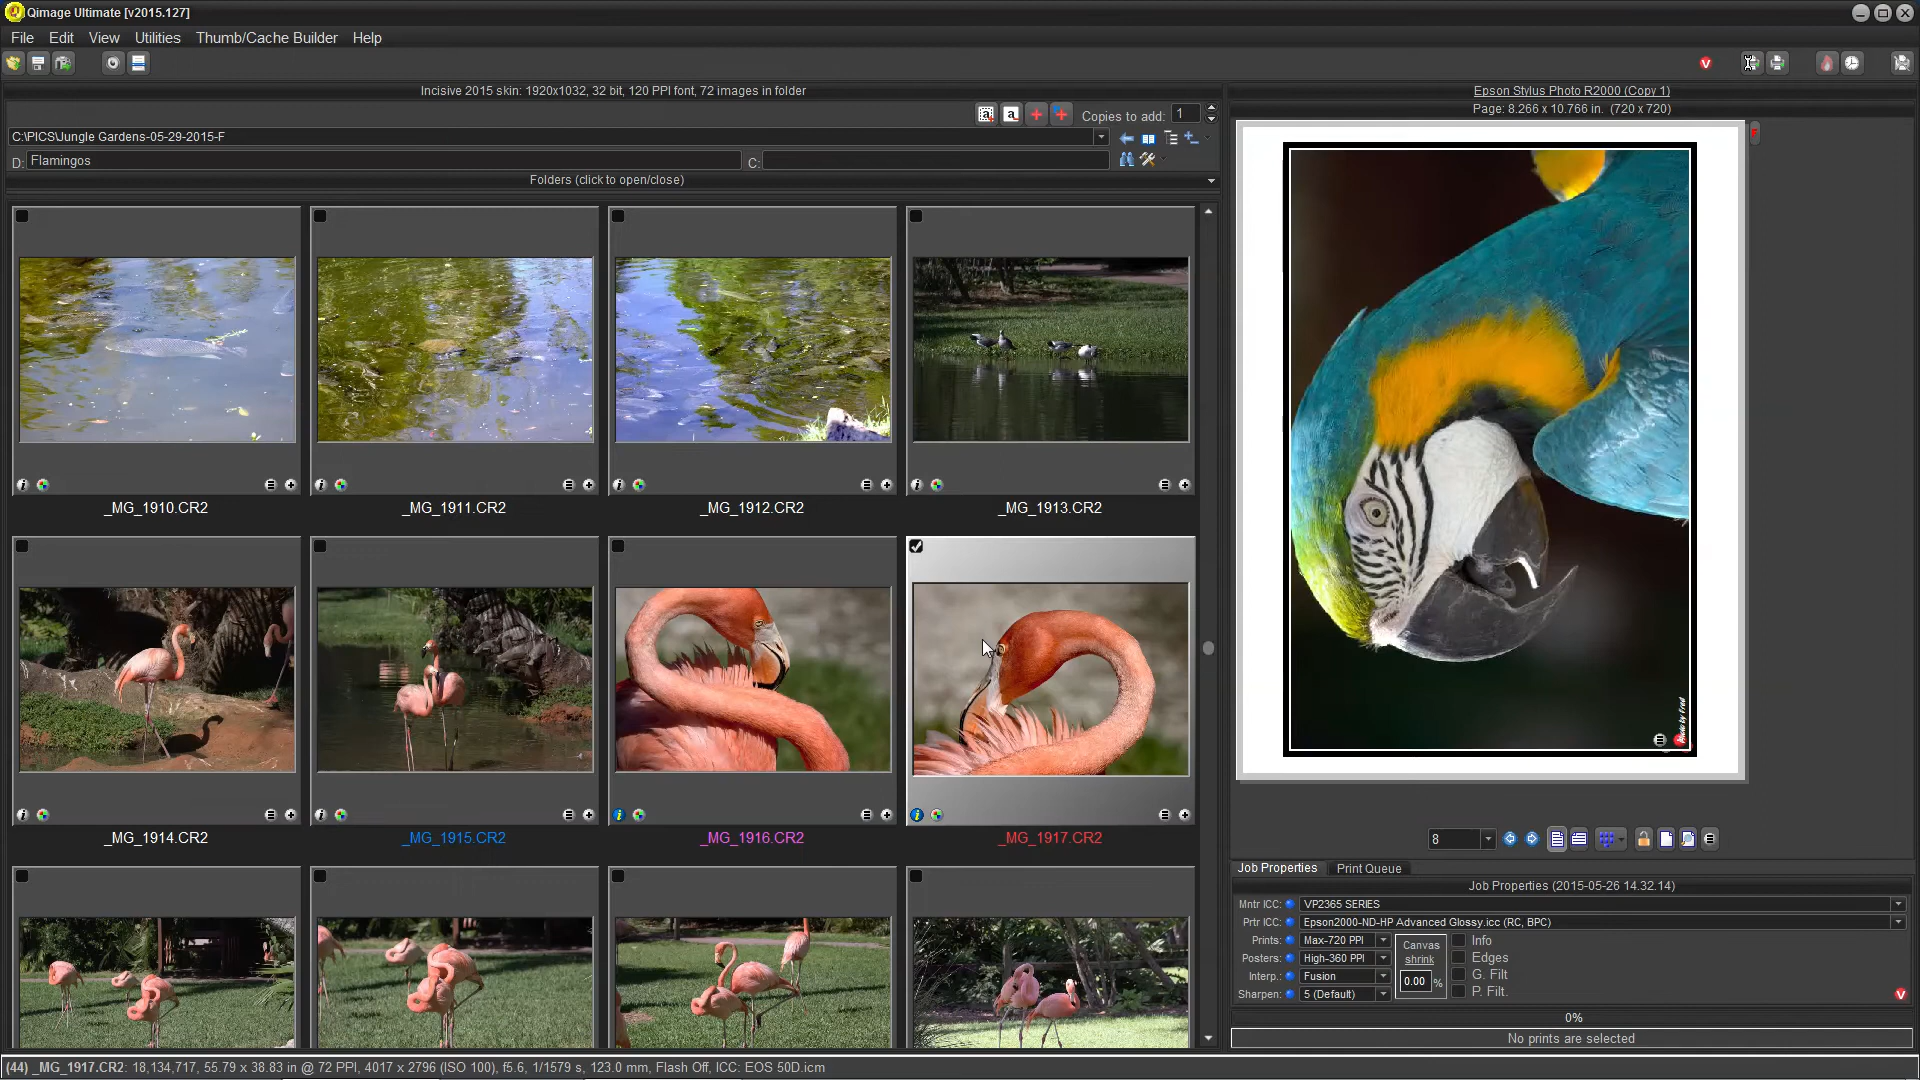 Qimage Ultimate [v2015.127]
File Edit View Utilities Thumb/Cache Builder Help
Incisive 2015 skin: 1920x1032, 32 bit, 120 PPI font, 72 images in folder
Copies to add: 1
C:\PICS\Jungle Gardens-05-29-2015-F
D: Flamingos C:
Folders (click to open/close)
_MG_1910.CR2 _MG_1911.CR2 _MG_1912.CR2 _MG_1913.CR2
_MG_1914.CR2 _MG_1915.CR2 _MG_1916.CR2 _MG_1917.CR2
Epson Stylus Photo R2000 (Copy 1)
Page: 8.266 x 10.766 in. (720 x 720)
F
Photo by Fred
8
Job Properties Print Queue
Job Properties (2015-05-26 14.32.14)
Mntr ICC: VP2365 SERIES
Prtr ICC: Epson2000-ND-HP Advanced Glossy.icc (RC, BPC)
Prints: Max-720 PPI
Posters: High-360 PPI
Interp.: Fusion
Sharpen: 5 (Default)
Canvas
shrink
0.00 %
Info
Edges
G. Filt
P. Filt.
0%
No prints are selected
(44) _MG_1917.CR2: 18,134,717, 55.79 x 38.83 in @ 72 PPI, 4017 x 2796 (ISO 100), f5.6, 1/1579 s, 123.0 mm, Flash Off, ICC: EOS 50D.icm